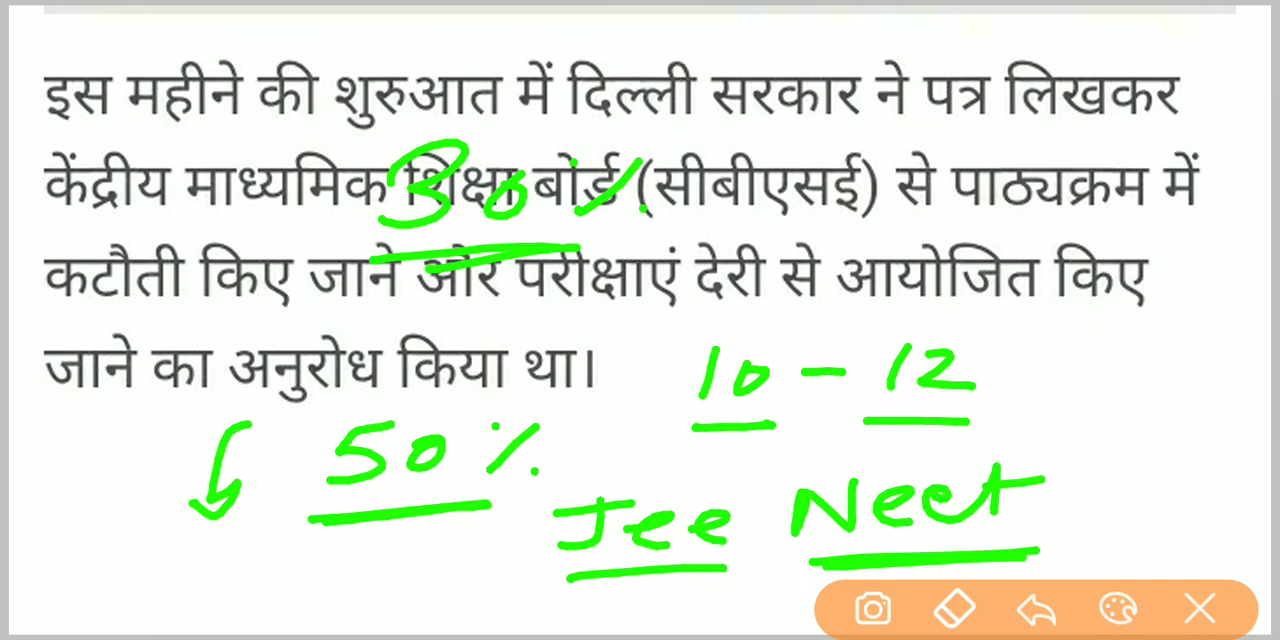 इस महीने की शुरुआत में दिल्ली सरकार ने पत्र लिखकर
केंद्रीय माध्यमिक शिक्षा बोर्ड (सीबीएसई) से पाठ्यक्रम में
30%
कटौती किए जाने और परीक्षाएं देरी से आयोजित किए
जाने का अनुरोध किया था।
10 - 12
50%
Jee Neet